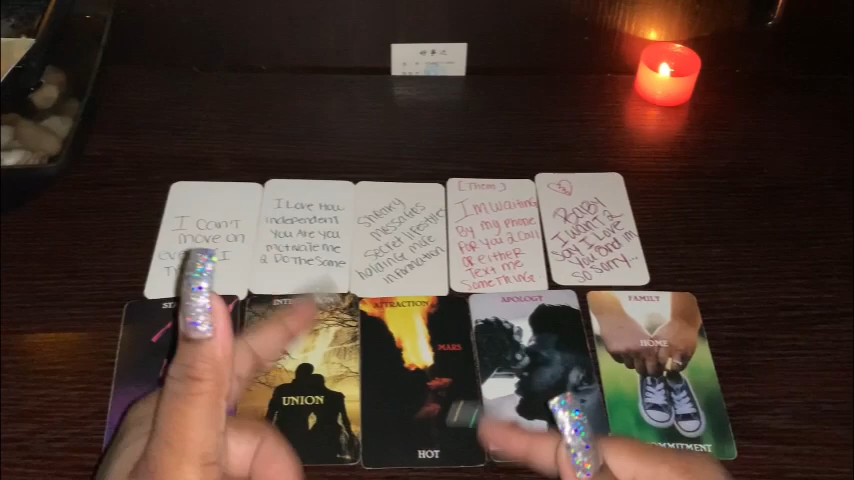 I can't
move on
I
I Love How
independent
You Are you
motivate me
2 Do The Same
Sneaky
messages
secret lifestyle
holding more
information
[Them]
I'm waiting
By my phone
for you 2 call
or either
Text me
Something
BaBy
I want 2
say I Love
you and im
so sorry...
UNION
ATTRACTION
MARS
HOT
APOLOGY
FAMILY
HOME
COMMITMENT